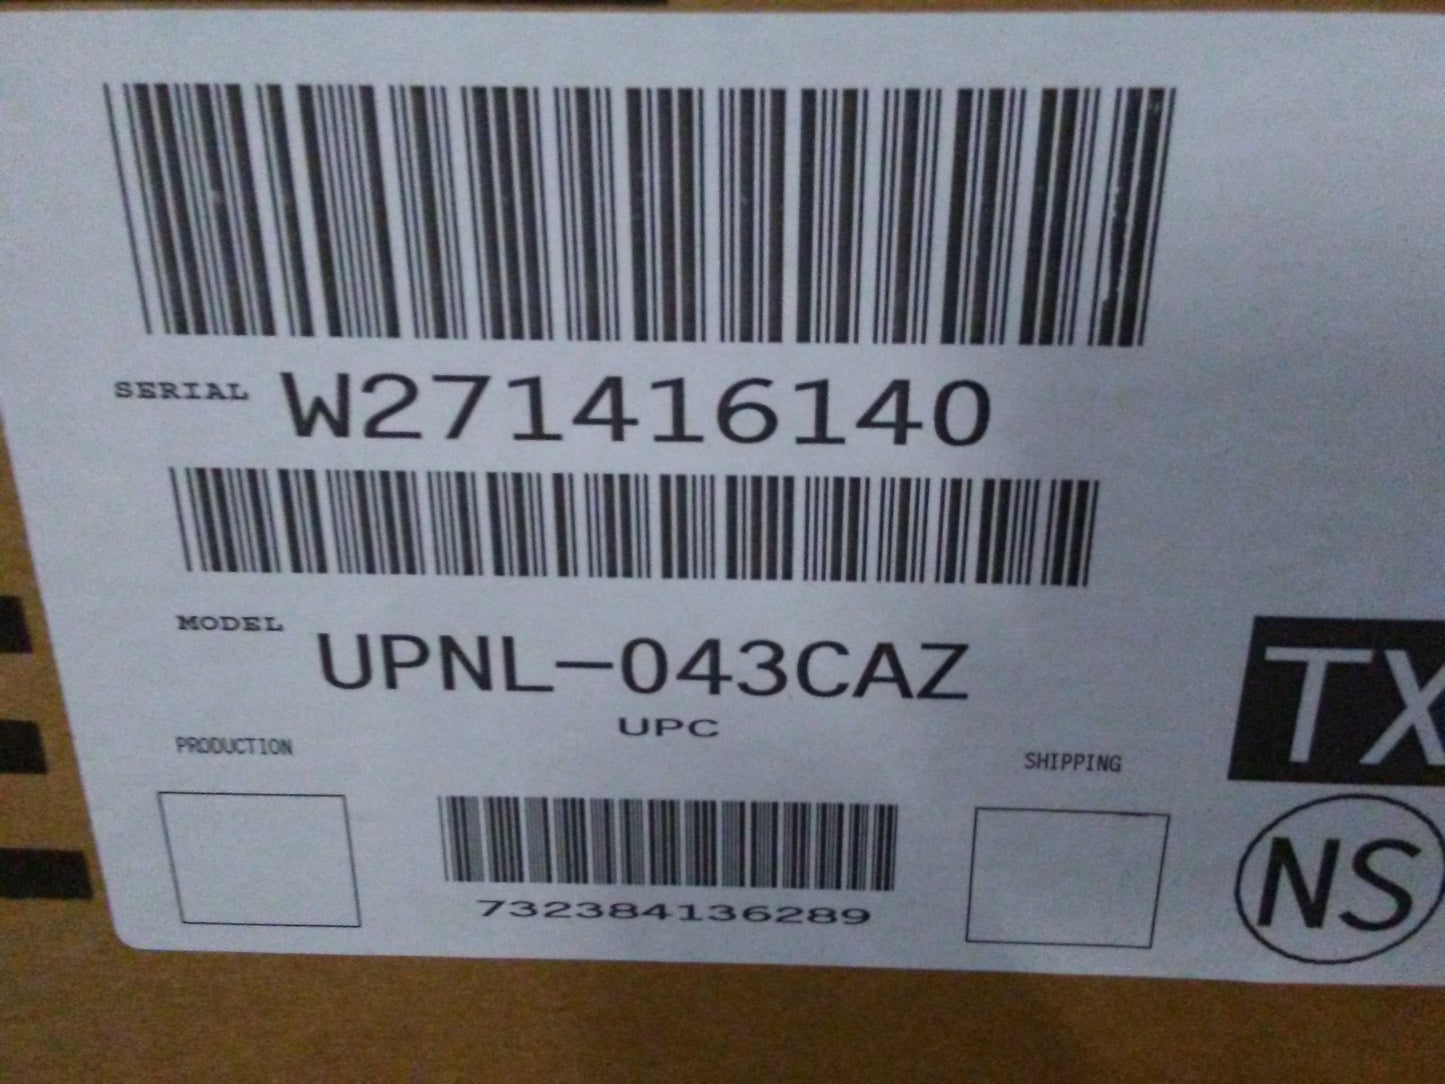 SERIAL W271416140
MODEL UPNL-043CAZ
UPC
PRODUCTION
SHIPPING
TX
732384136289
NS